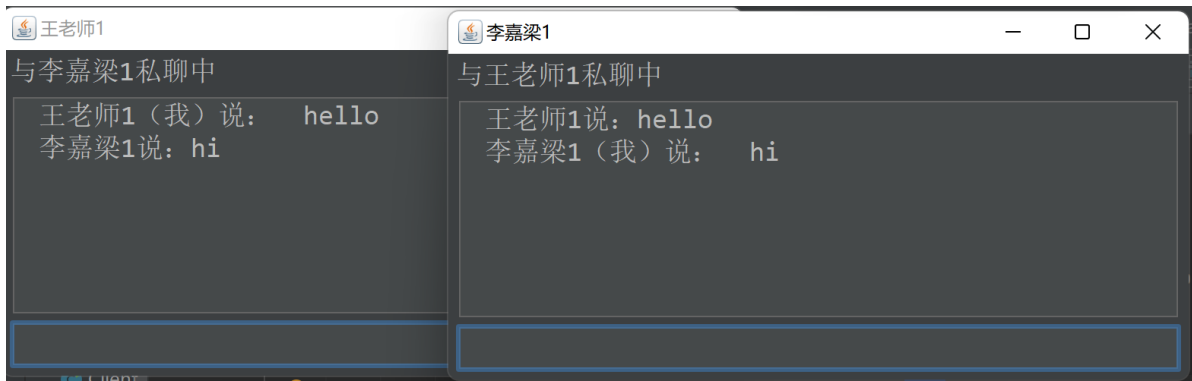 王老师1
与李嘉梁1私聊中
王老师1（我）说：  hello
李嘉梁1说：hi
李嘉梁1
与王老师1私聊中
王老师1说：hello
李嘉梁1（我）说：  hi
Client